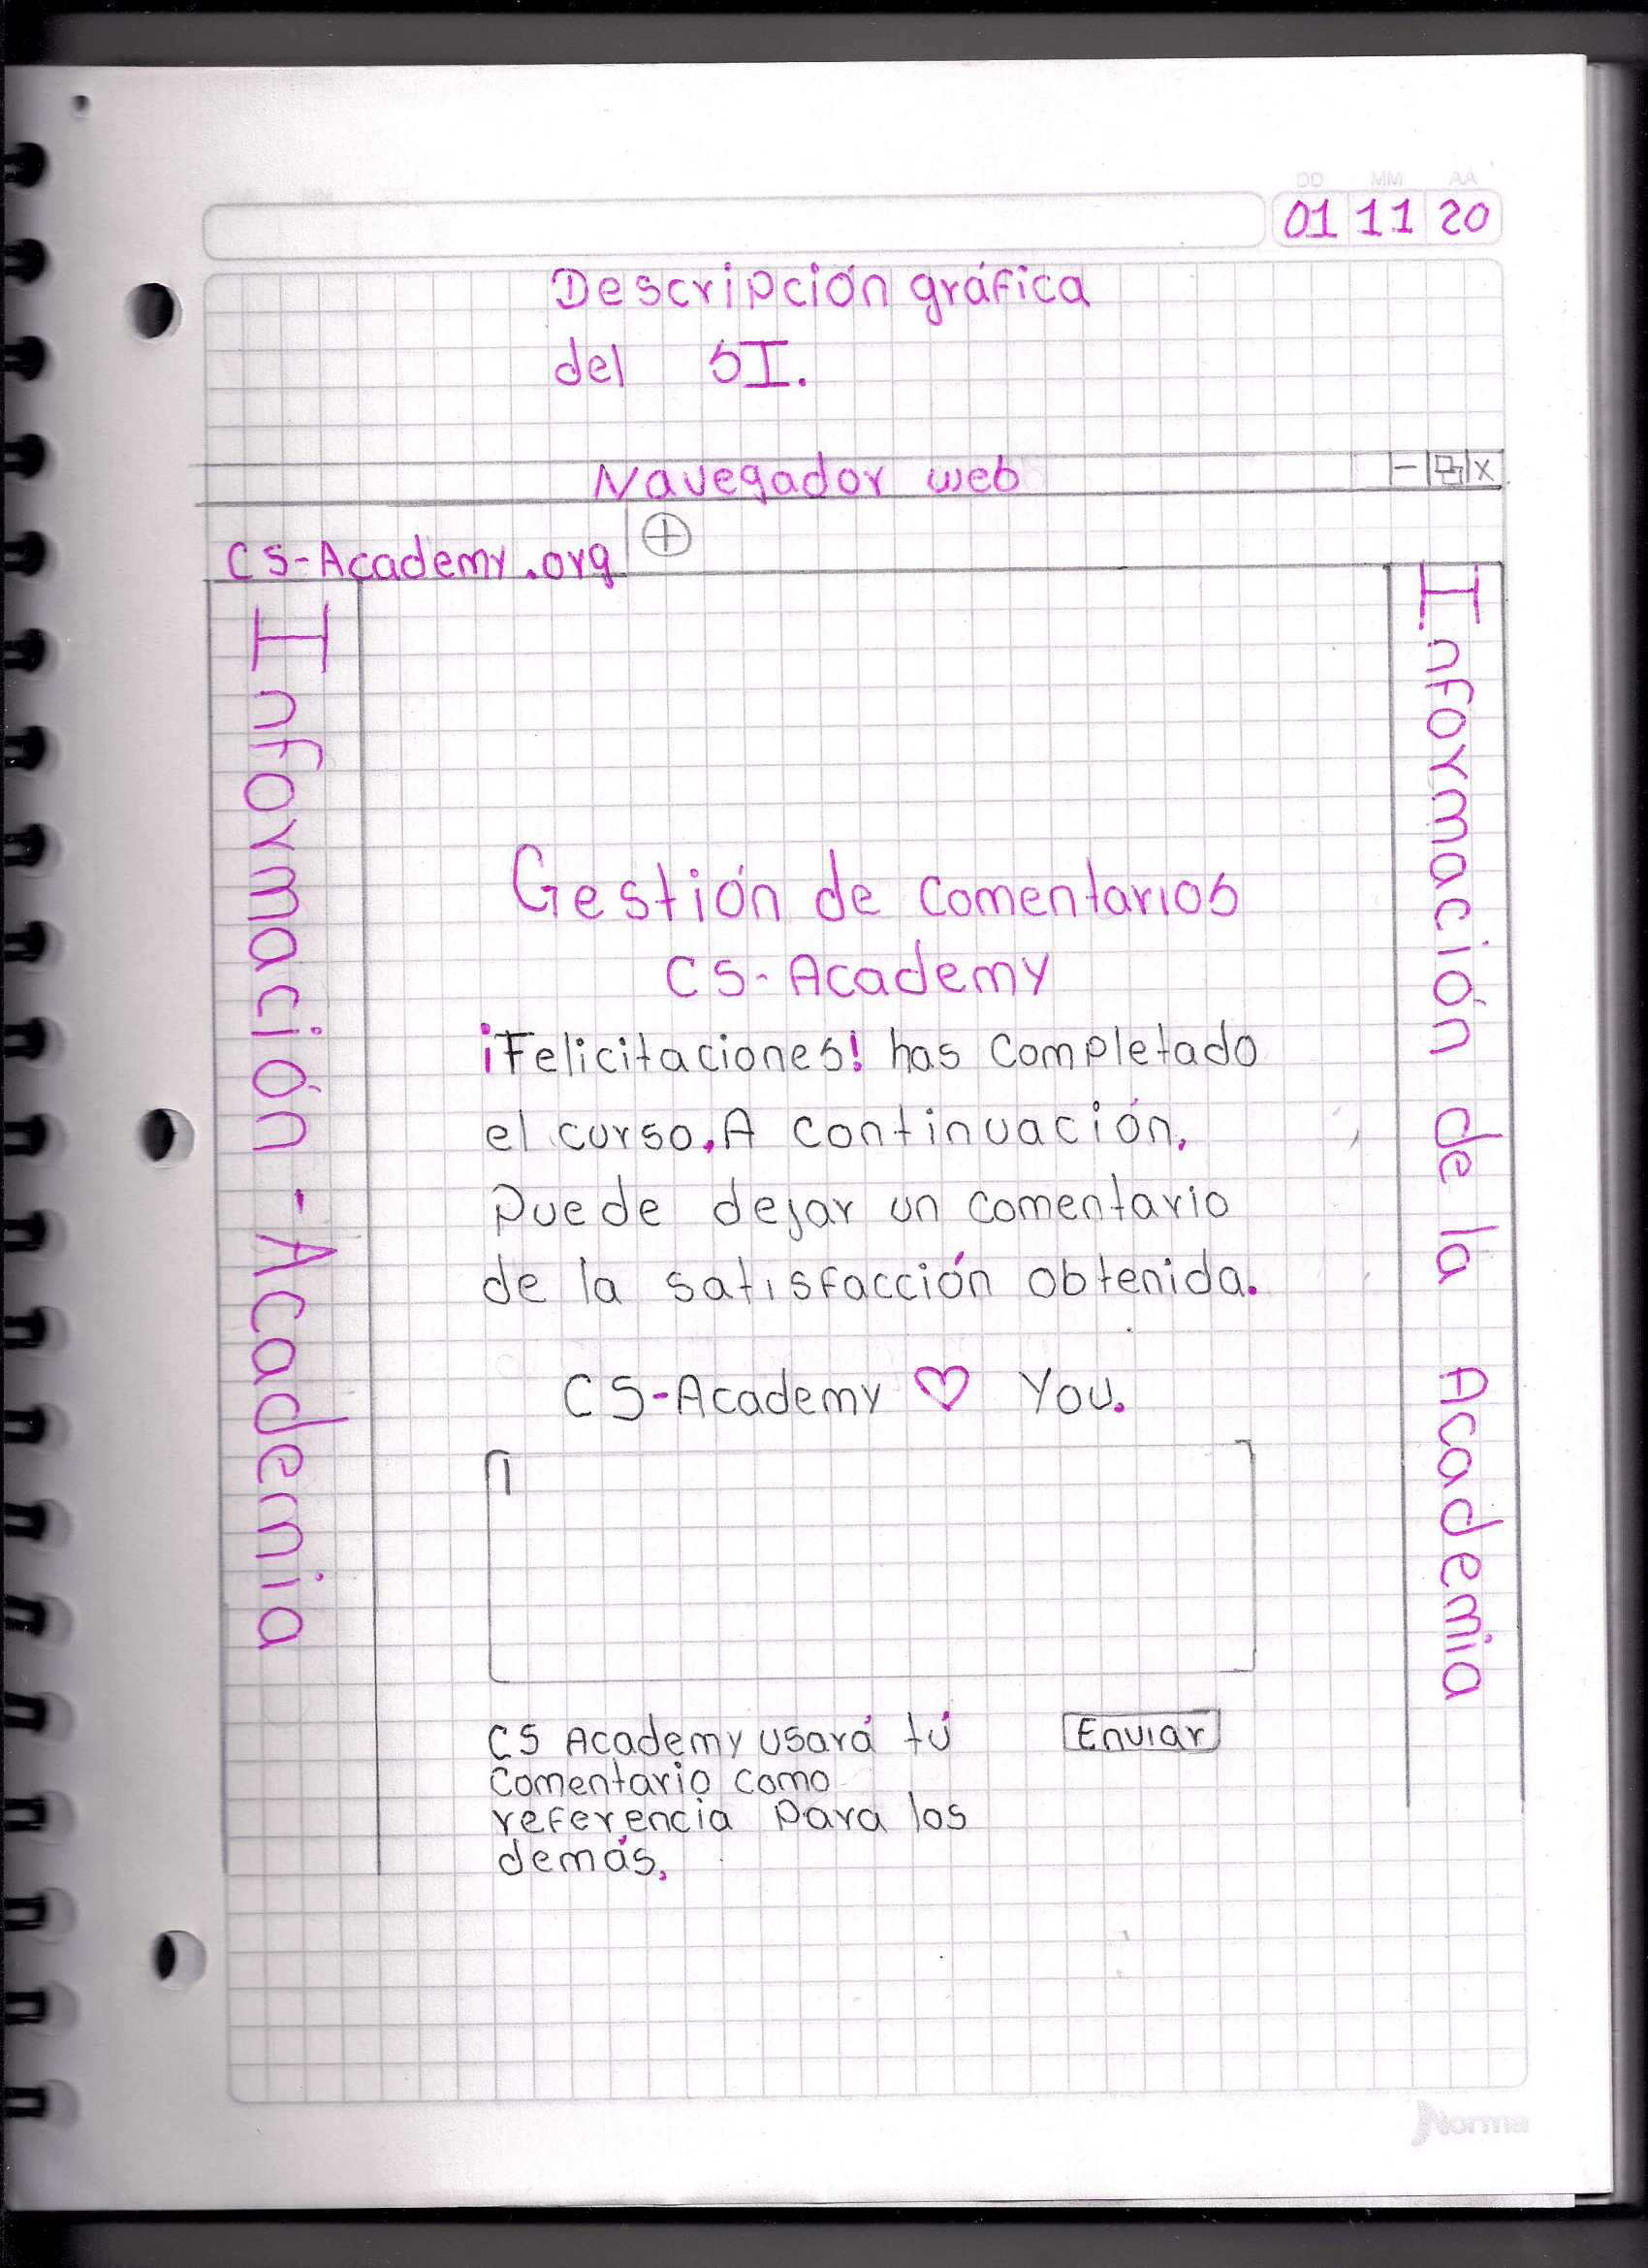 DD MM AA
01 11 20
Descripción gráfica
del SI.
Navegador web
- x
CS-Academy.org +
Información - Academia
Información de la Academia
Gestión de comentarios
CS-Academy
¡Felicitaciones! has completado
el curso. A continuación,
Puede dejar un comentario
de la satisfacción obtenida.
CS-Academy ♡ You.
CS Academy usará tú
comentario como
referencia para los
demás.
Enviar
Norma